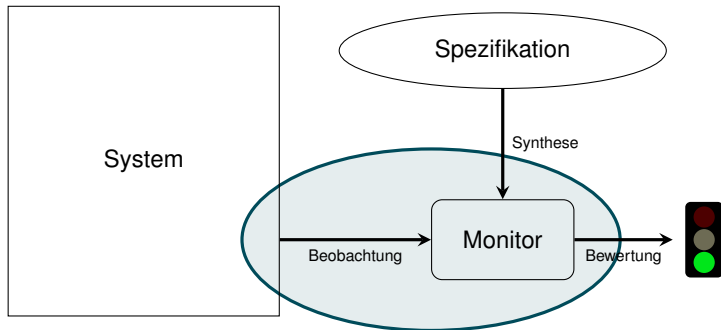 Spezifikation
System
Synthese
Monitor
Beobachtung
Bewertung